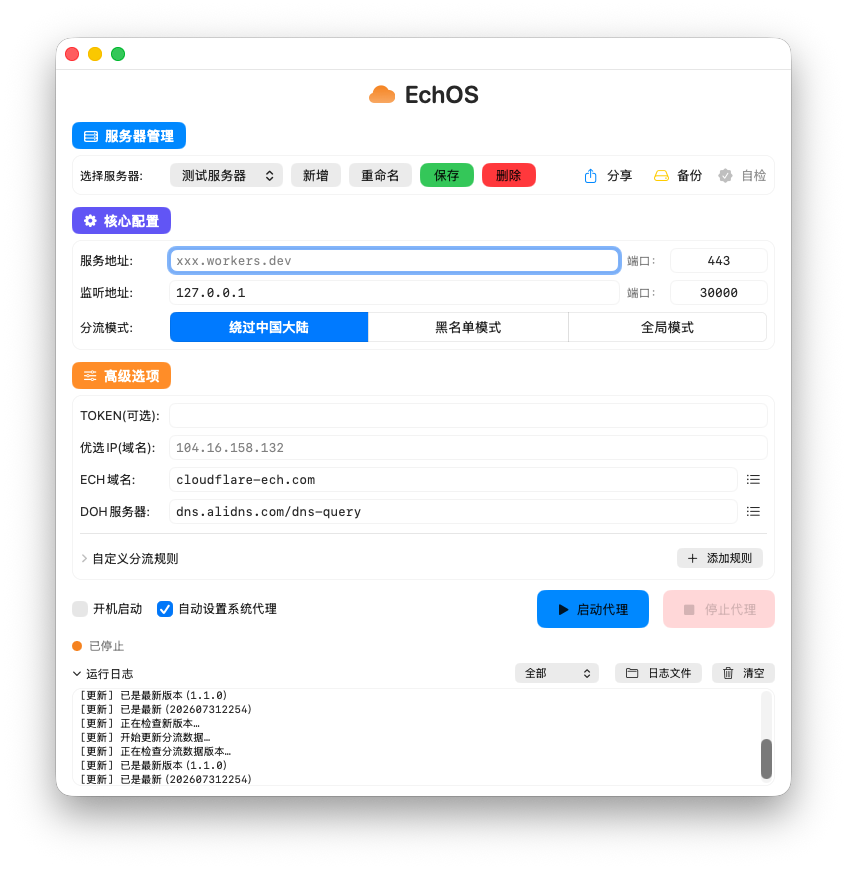 EchOS
服务器管理
选择服务器: 测试服务器 新增 重命名 保存 删除 分享 备份 自检
核心配置
服务地址: xxx.workers.dev 端口: 443
监听地址: 127.0.0.1 端口: 30000
分流模式: 绕过中国大陆 黑名单模式 全局模式
高级选项
TOKEN(可选):
优选IP(域名): 104.16.158.132
ECH域名: cloudflare-ech.com
DOH服务器: dns.alidns.com/dns-query
自定义分流规则 添加规则
开机启动 自动设置系统代理 启动代理 停止代理
已停止
运行日志 全部 日志文件 清空
[更新] 已是最新版本 (1.1.0)
[更新] 已是最新 (202607312254)
[更新] 正在检查新版本…
[更新] 开始更新分流数据…
[更新] 正在检查分流数据版本…
[更新] 已是最新版本 (1.1.0)
[更新] 已是最新 (202607312254)